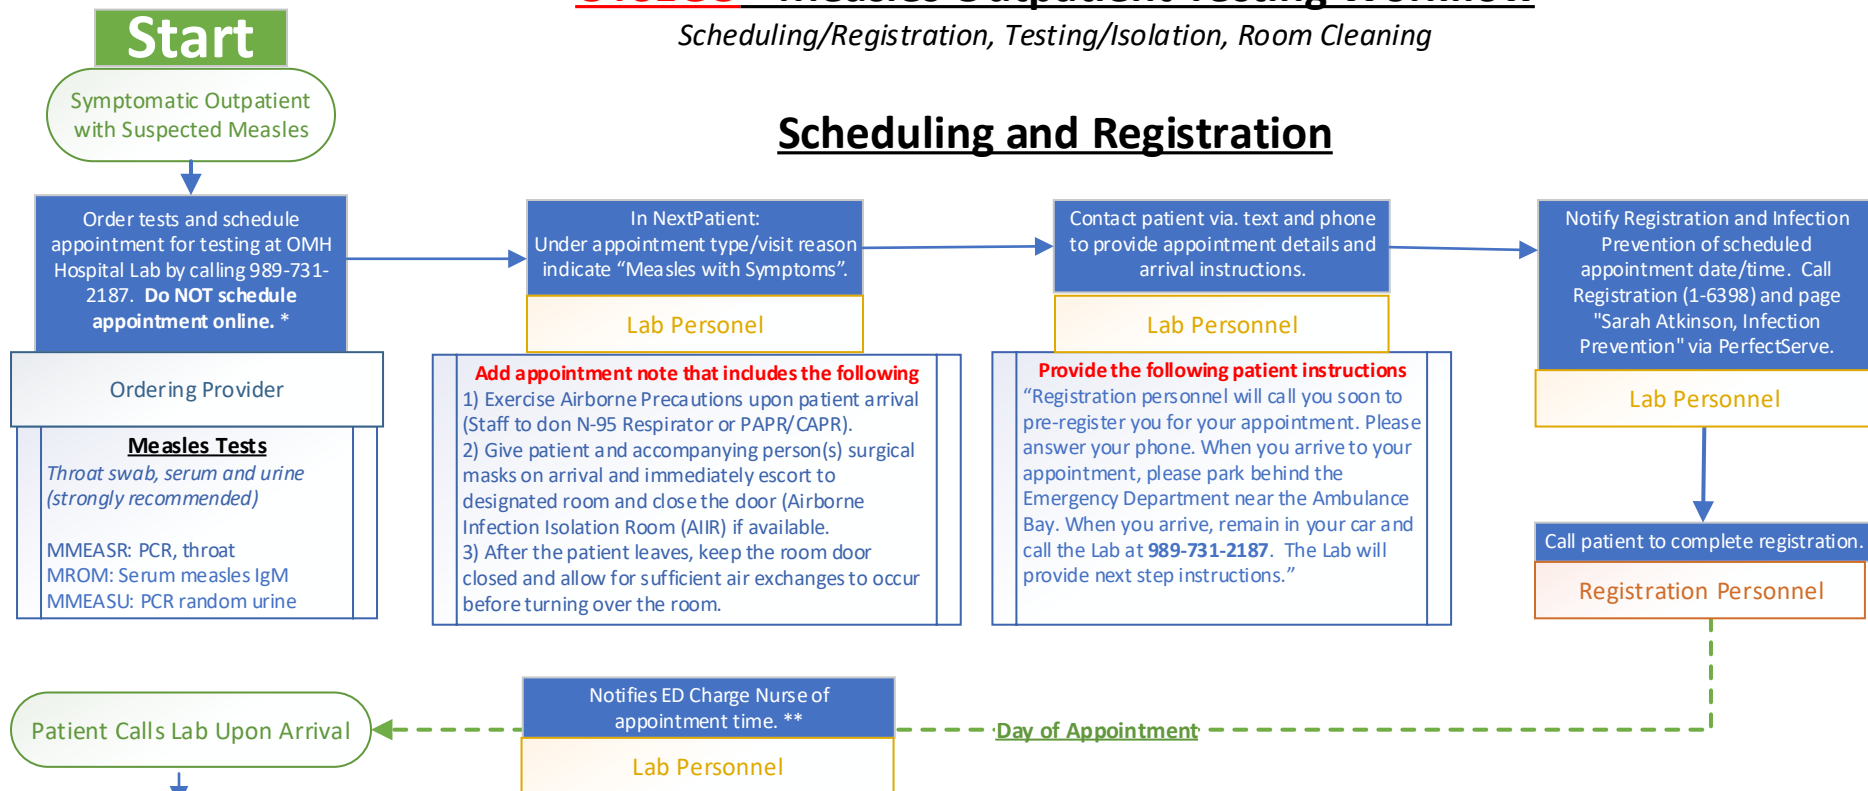 Measles Outpatient Testing Workflow
Scheduling/Registration, Testing/Isolation, Room Cleaning
Start
Symptomatic Outpatient
with Suspected Measles
Scheduling and Registration
Order tests and schedule
appointment for testing at OMH
Hospital Lab by calling 989-731-
2187. Do NOT schedule
appointment online. *
Ordering Provider
Measles Tests
Throat swab, serum and urine
(strongly recommended)
MMEASR: PCR, throat
MROM: Serum measles IgM
MMEASU: PCR random urine
In NextPatient:
Under appointment type/visit reason
indicate “Measles with Symptoms”.
Lab Personel
Add appointment note that includes the following
1) Exercise Airborne Precautions upon patient arrival
(Staff to don N-95 Respirator or PAPR/CAPR).
2) Give patient and accompanying person(s) surgical
masks on arrival and immediately escort to
designated room and close the door (Airborne
Infection Isolation Room (AIIR) if available.
3) After the patient leaves, keep the room door
closed and allow for sufficient air exchanges to occur
before turning over the room.
Contact patient via. text and phone
to provide appointment details and
arrival instructions.
Lab Personnel
Provide the following patient instructions
“Registration personnel will call you soon to
pre-register you for your appointment. Please
answer your phone. When you arrive to your
appointment, please park behind the
Emergency Department near the Ambulance
Bay. When you arrive, remain in your car and
call the Lab at 989-731-2187. The Lab will
provide next step instructions.”
Notify Registration and Infection
Prevention of scheduled
appointment date/time. Call
Registration (1-6398) and page
"Sarah Atkinson, Infection
Prevention" via PerfectServe.
Lab Personnel
Call patient to complete registration.
Registration Personnel
Day of Appointment
Notifies ED Charge Nurse of
appointment time. **
Lab Personnel
Patient Calls Lab Upon Arrival